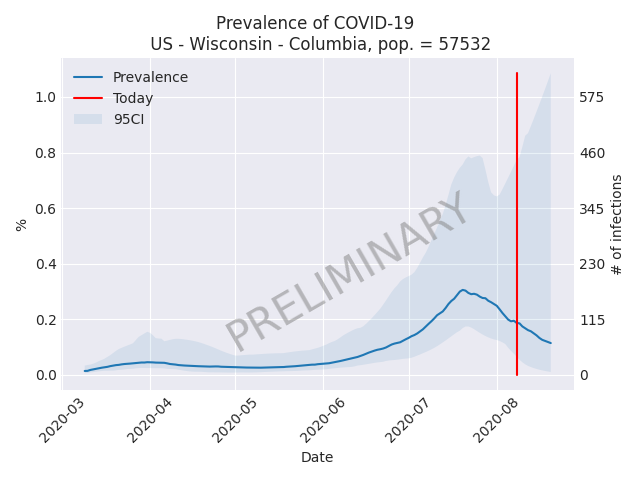 Prevalence of COVID-19
US - Wisconsin - Columbia, pop. = 57532
Prevalence
Today
95CI
PRELIMINARY
%
1.0
0.8
0.6
0.4
0.2
0.0
575
460
345
230
115
0
# of infections
2020-03
2020-04
2020-05
2020-06
2020-07
2020-08
Date